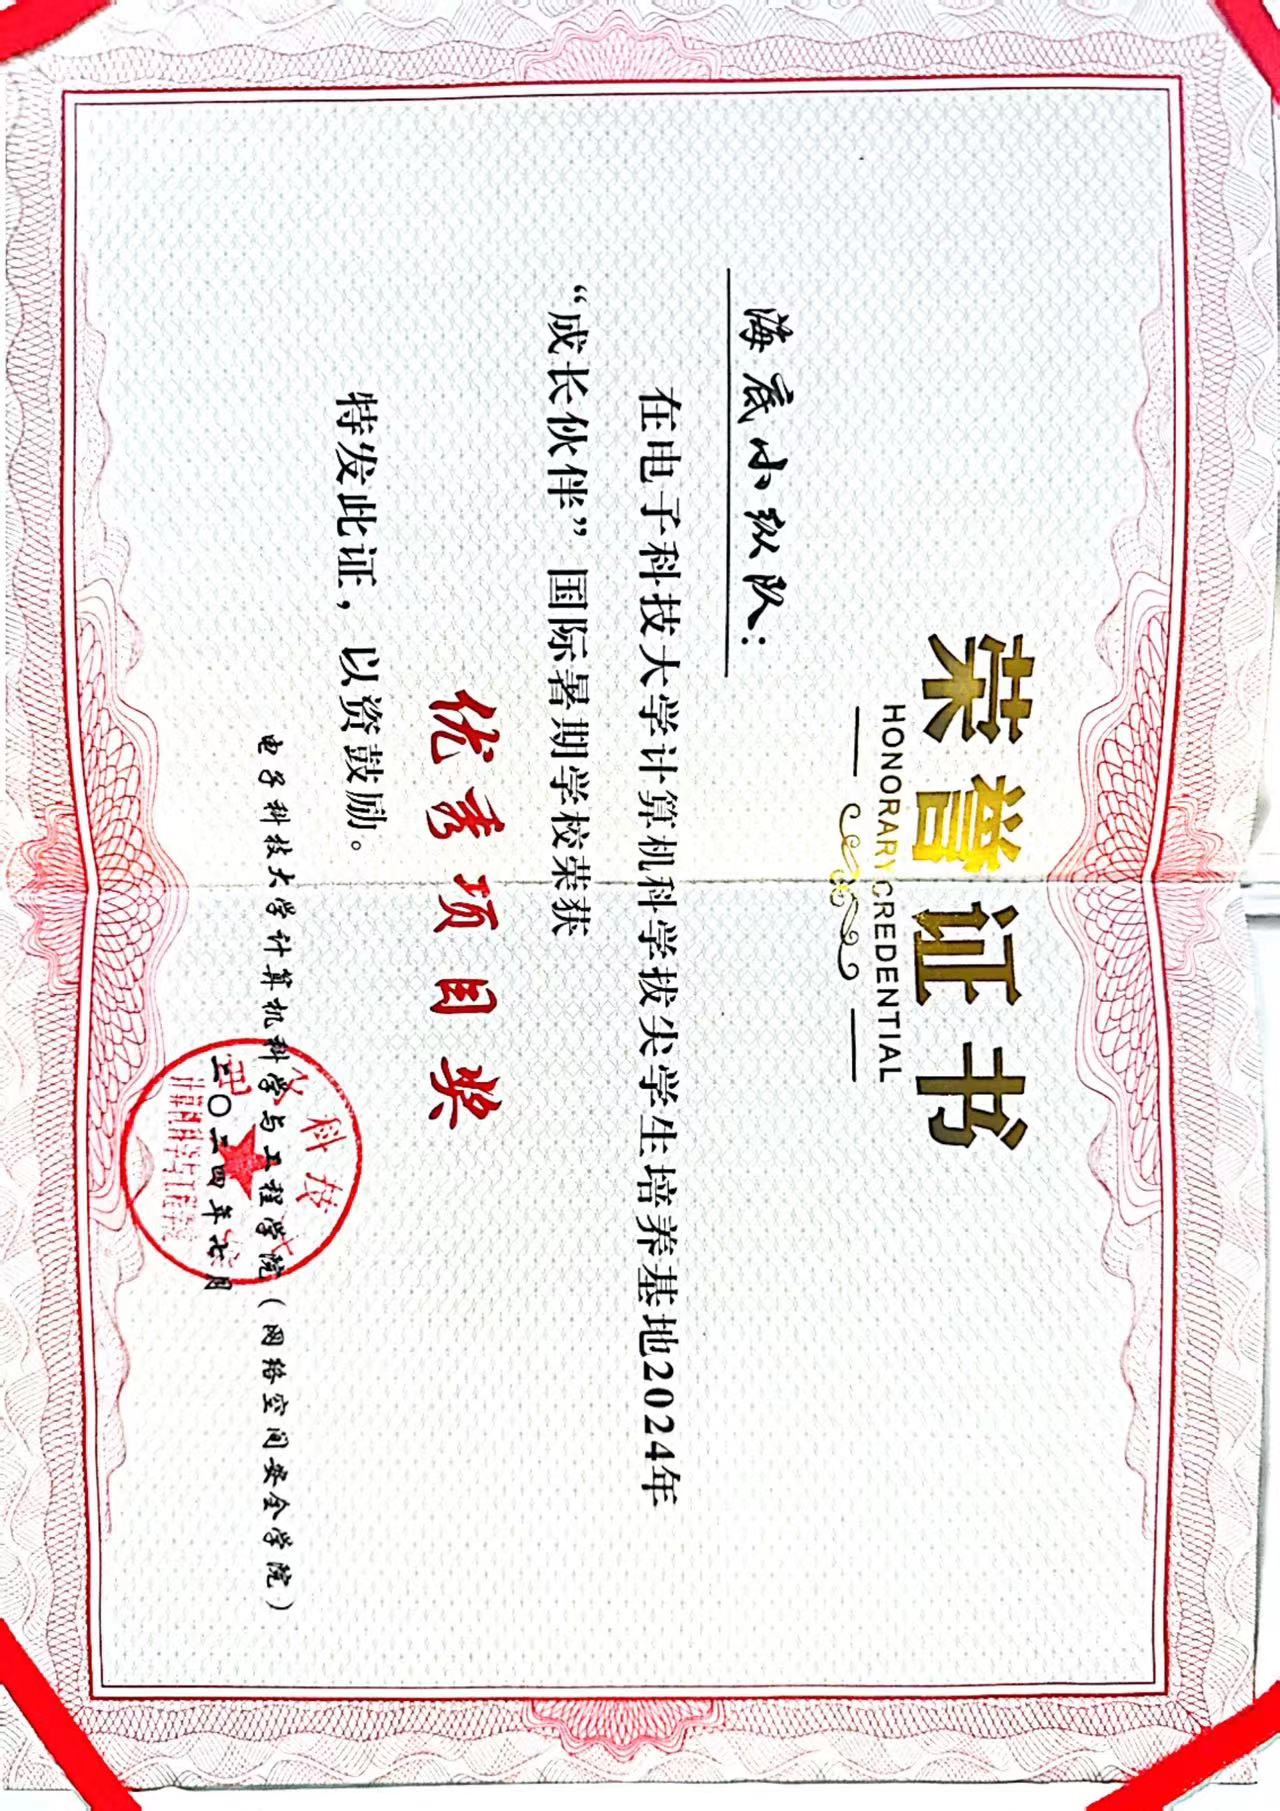 荣誉证书
HONORARY CREDENTIAL
海底小纵队：
在电子科技大学计算机科学拔尖学生培养基地2024年
“成长伙伴”国际暑期学校荣获
优秀项目奖
特发此证，以资鼓励。
电子科技大学计算机科学与工程学院（网络空间安全学院）
二〇二四年七月
电子科技大学
计算机科学与工程学院